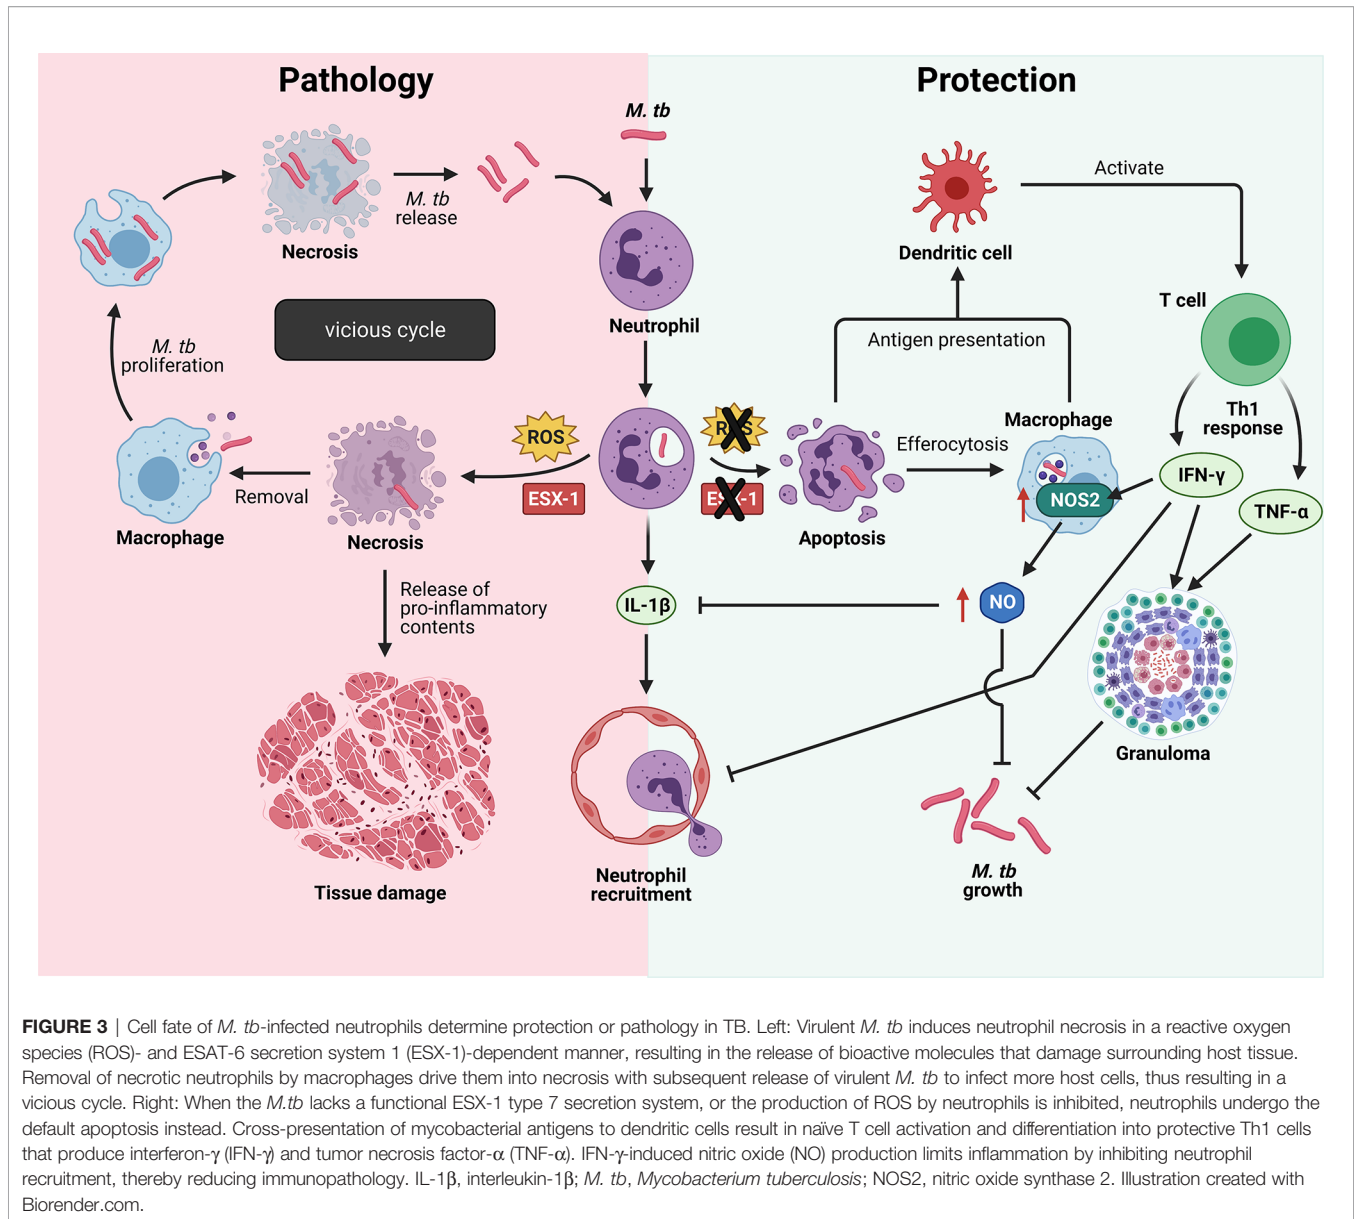 Pathology
Protection
M. tb
Necrosis
M. tb
release
Neutrophil
vicious cycle
M. tb
proliferation
Macrophage
Removal
Necrosis
ROS
ESX-1
ROS
ESX-1
Release of
pro-inflammatory
contents
Tissue damage
IL-1β
Neutrophil
recruitment
Apoptosis
Efferocytosis
Antigen presentation
Dendritic cell
Activate
T cell
Th1
response
Macrophage
NOS2
IFN-γ
TNF-α
NO
Granuloma
M. tb
growth
FIGURE 3 | Cell fate of M. tb-infected neutrophils determine protection or pathology in TB. Left: Virulent M. tb induces neutrophil necrosis in a reactive oxygen
species (ROS)- and ESAT-6 secretion system 1 (ESX-1)-dependent manner, resulting in the release of bioactive molecules that damage surrounding host tissue.
Removal of necrotic neutrophils by macrophages drive them into necrosis with subsequent release of virulent M. tb to infect more host cells, thus resulting in a
vicious cycle. Right: When the M.tb lacks a functional ESX-1 type 7 secretion system, or the production of ROS by neutrophils is inhibited, neutrophils undergo the
default apoptosis instead. Cross-presentation of mycobacterial antigens to dendritic cells result in naïve T cell activation and differentiation into protective Th1 cells
that produce interferon-γ (IFN-γ) and tumor necrosis factor-α (TNF-α). IFN-γ-induced nitric oxide (NO) production limits inflammation by inhibiting neutrophil
recruitment, thereby reducing immunopathology. IL-1β, interleukin-1β; M. tb, Mycobacterium tuberculosis; NOS2, nitric oxide synthase 2. Illustration created with
Biorender.com.